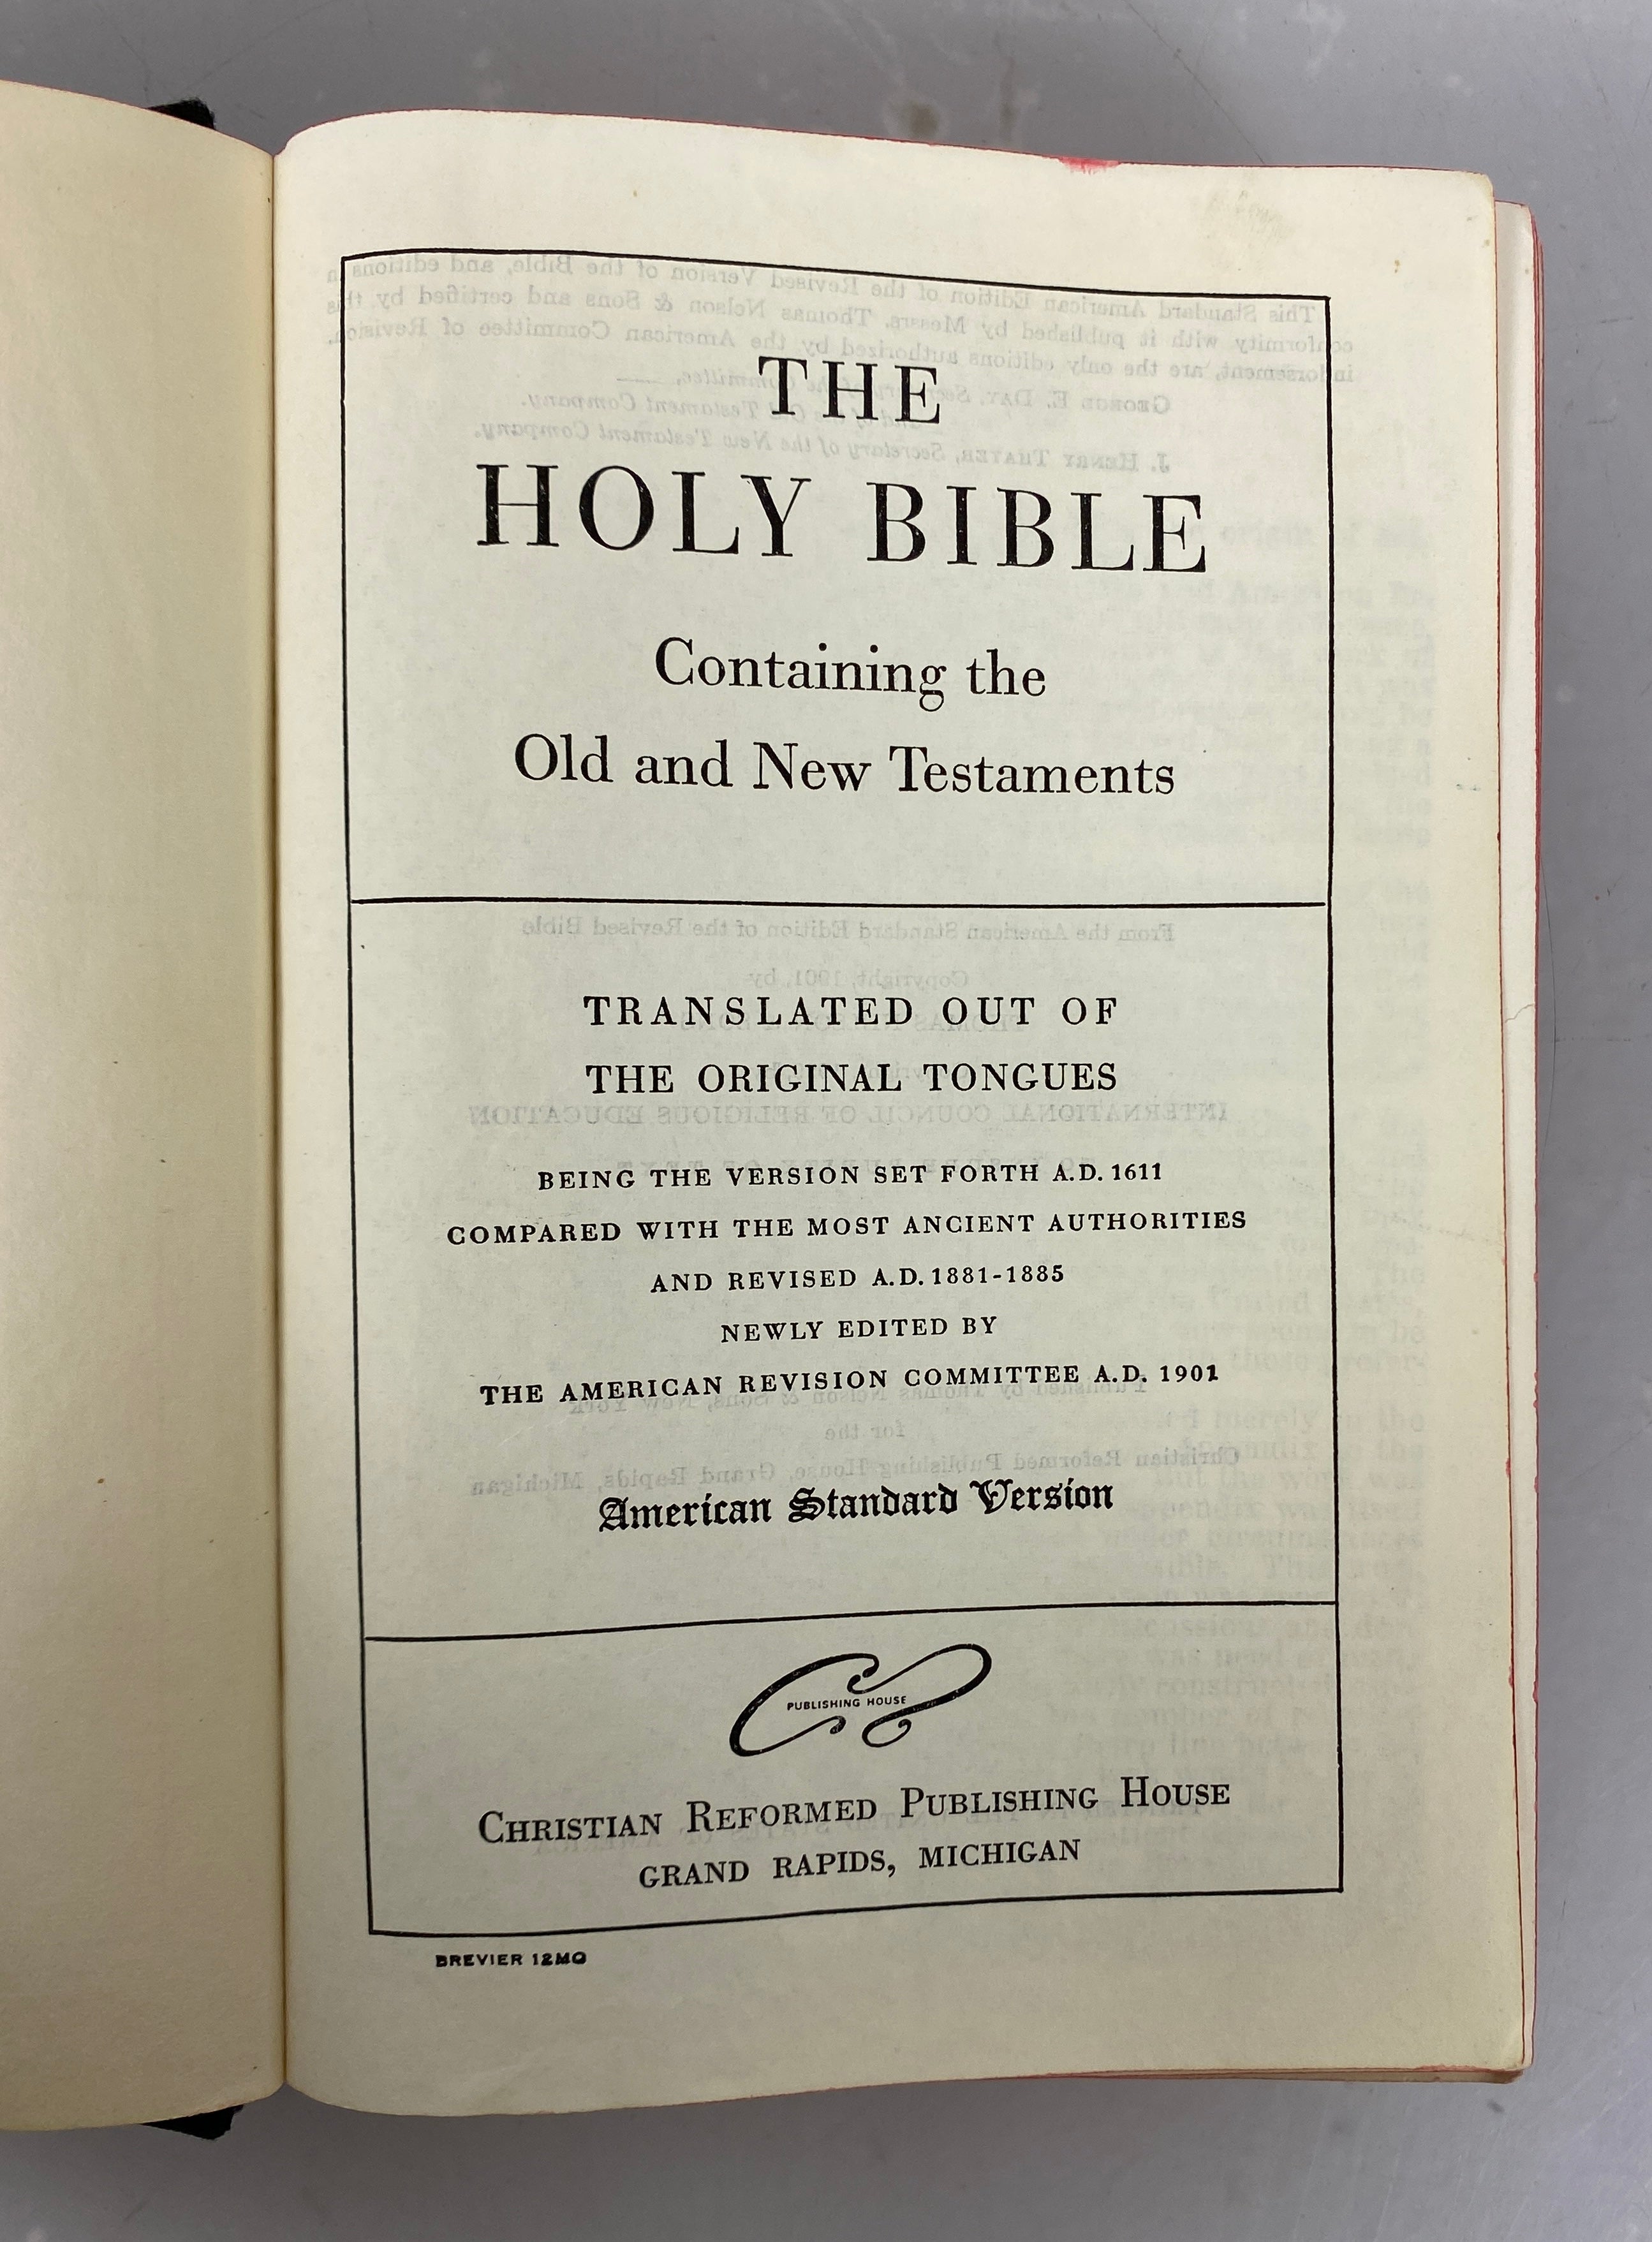 THE
HOLY BIBLE
Containing the
Old and New Testaments
TRANSLATED OUT OF
THE ORIGINAL TONGUES
BEING THE VERSION SET FORTH A.D. 1611
COMPARED WITH THE MOST ANCIENT AUTHORITIES
AND REVISED A.D. 1881-1885
NEWLY EDITED BY
THE AMERICAN REVISION COMMITTEE A.D. 1901
American Standard Version
PUBLISHING HOUSE
CHRISTIAN REFORMED PUBLISHING HOUSE
GRAND RAPIDS, MICHIGAN
BREVIER 12MO